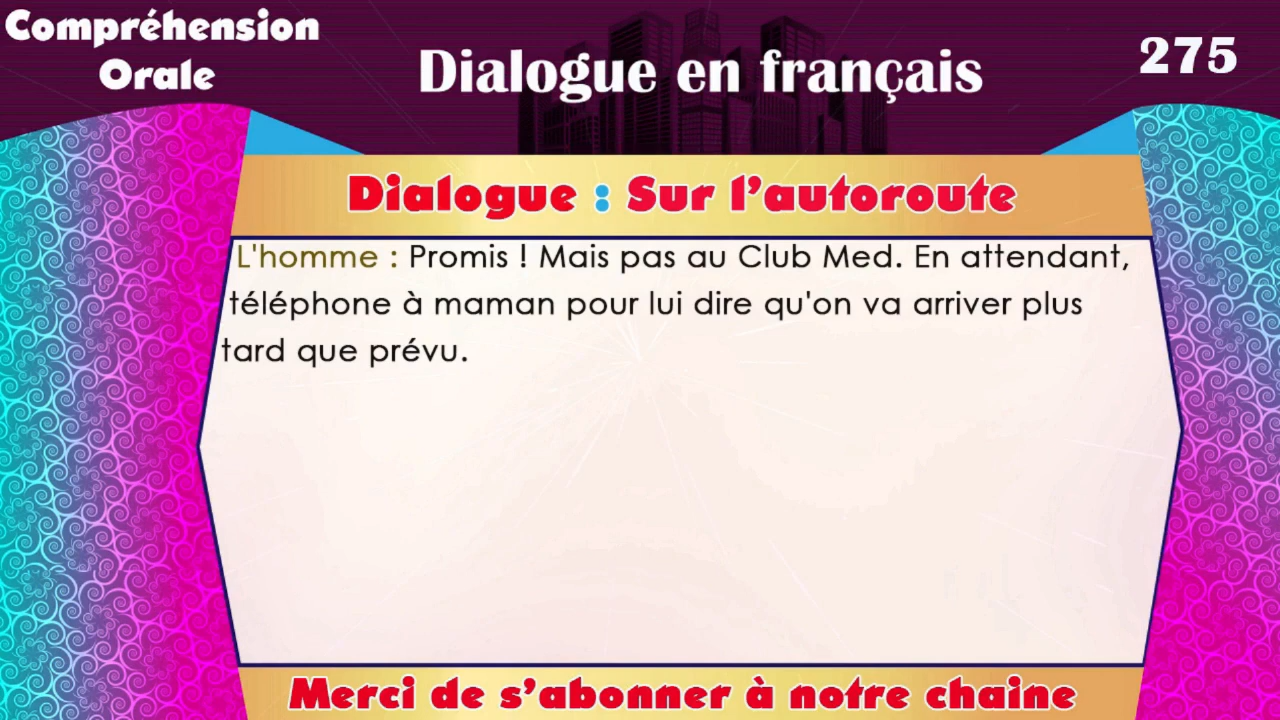 Compréhension
Orale
Dialogue en français
275
Dialogue : Sur l'autoroute
L'homme : Promis ! Mais pas au Club Med. En attendant,
téléphone à maman pour lui dire qu'on va arriver plus
tard que prévu.
Merci de s'abonner à notre chaine